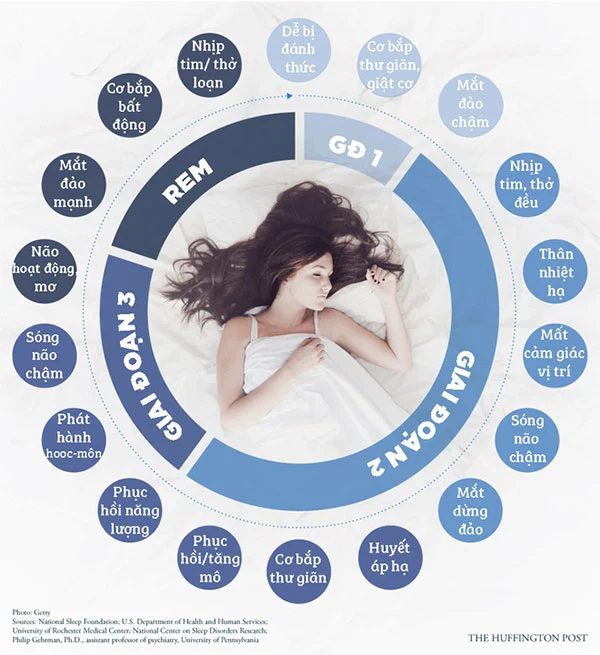 Dễ bị
đánh
thức
Cơ bắp
thư giãn,
giật cơ
Mắt
đảo
chậm
Nhịp
tim, thở
đều
Thân
nhiệt
hạ
Mất
cảm giác
vị trí
Sóng
não
chậm
Mắt
dừng
đảo
Huyết
áp hạ
Cơ bắp
thư giãn
Phục
hồi/tăng
mô
Phục
hồi năng
lượng
Phát
hành
hooc-môn
Sóng
não
chậm
Não
hoạt động,
mơ
Mắt
đảo
mạnh
Cơ bắp
bất
động
Nhịp
tim/ thở
loạn
GĐ 1
GIAI ĐOẠN 2
GIAI ĐOẠN 3
REM
Photo: Getty
Sources: National Sleep Foundation; U.S. Department of Health and Human Services;
University of Rochester Medical Center; National Center on Sleep Disorders Research;
Philip Gehrman, Ph.D., assistant professor of psychiatry, University of Pennsylvania
THE HUFFINGTON POST